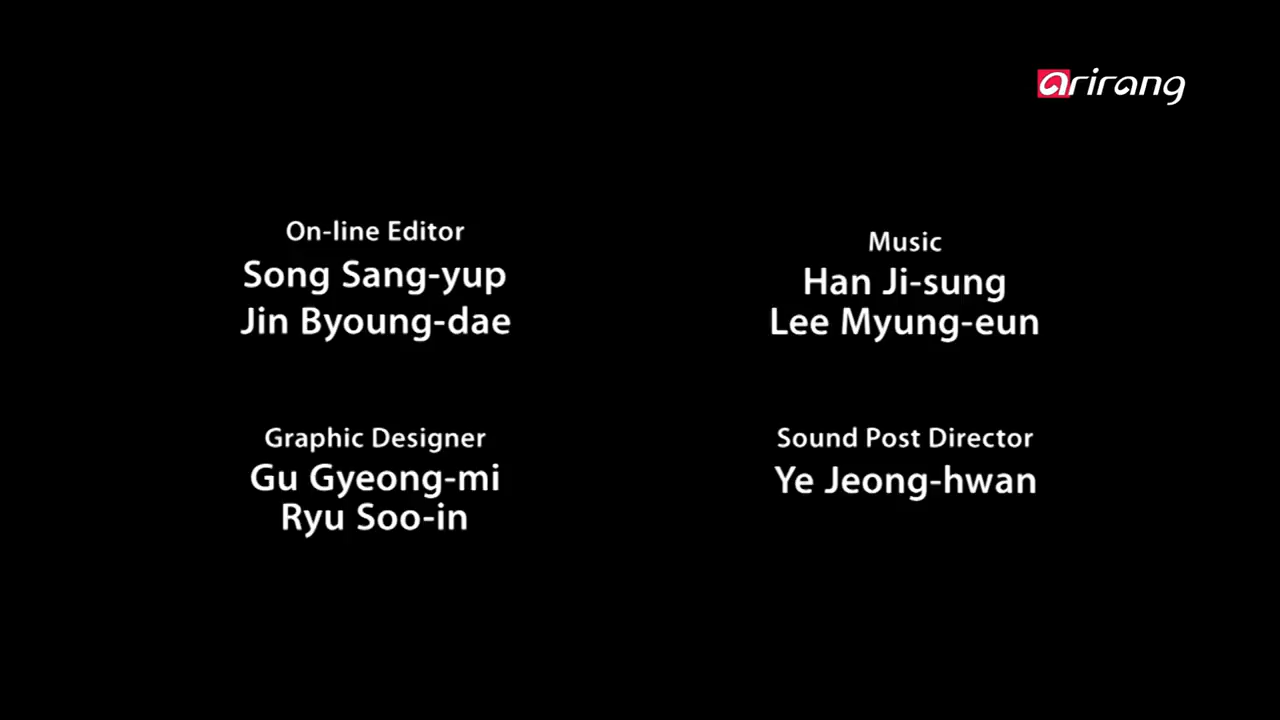 arirang
On-line Editor
Song Sang-yup
Jin Byoung-dae
Music
Han Ji-sung
Lee Myung-eun
Graphic Designer
Gu Gyeong-mi
Ryu Soo-in
Sound Post Director
Ye Jeong-hwan